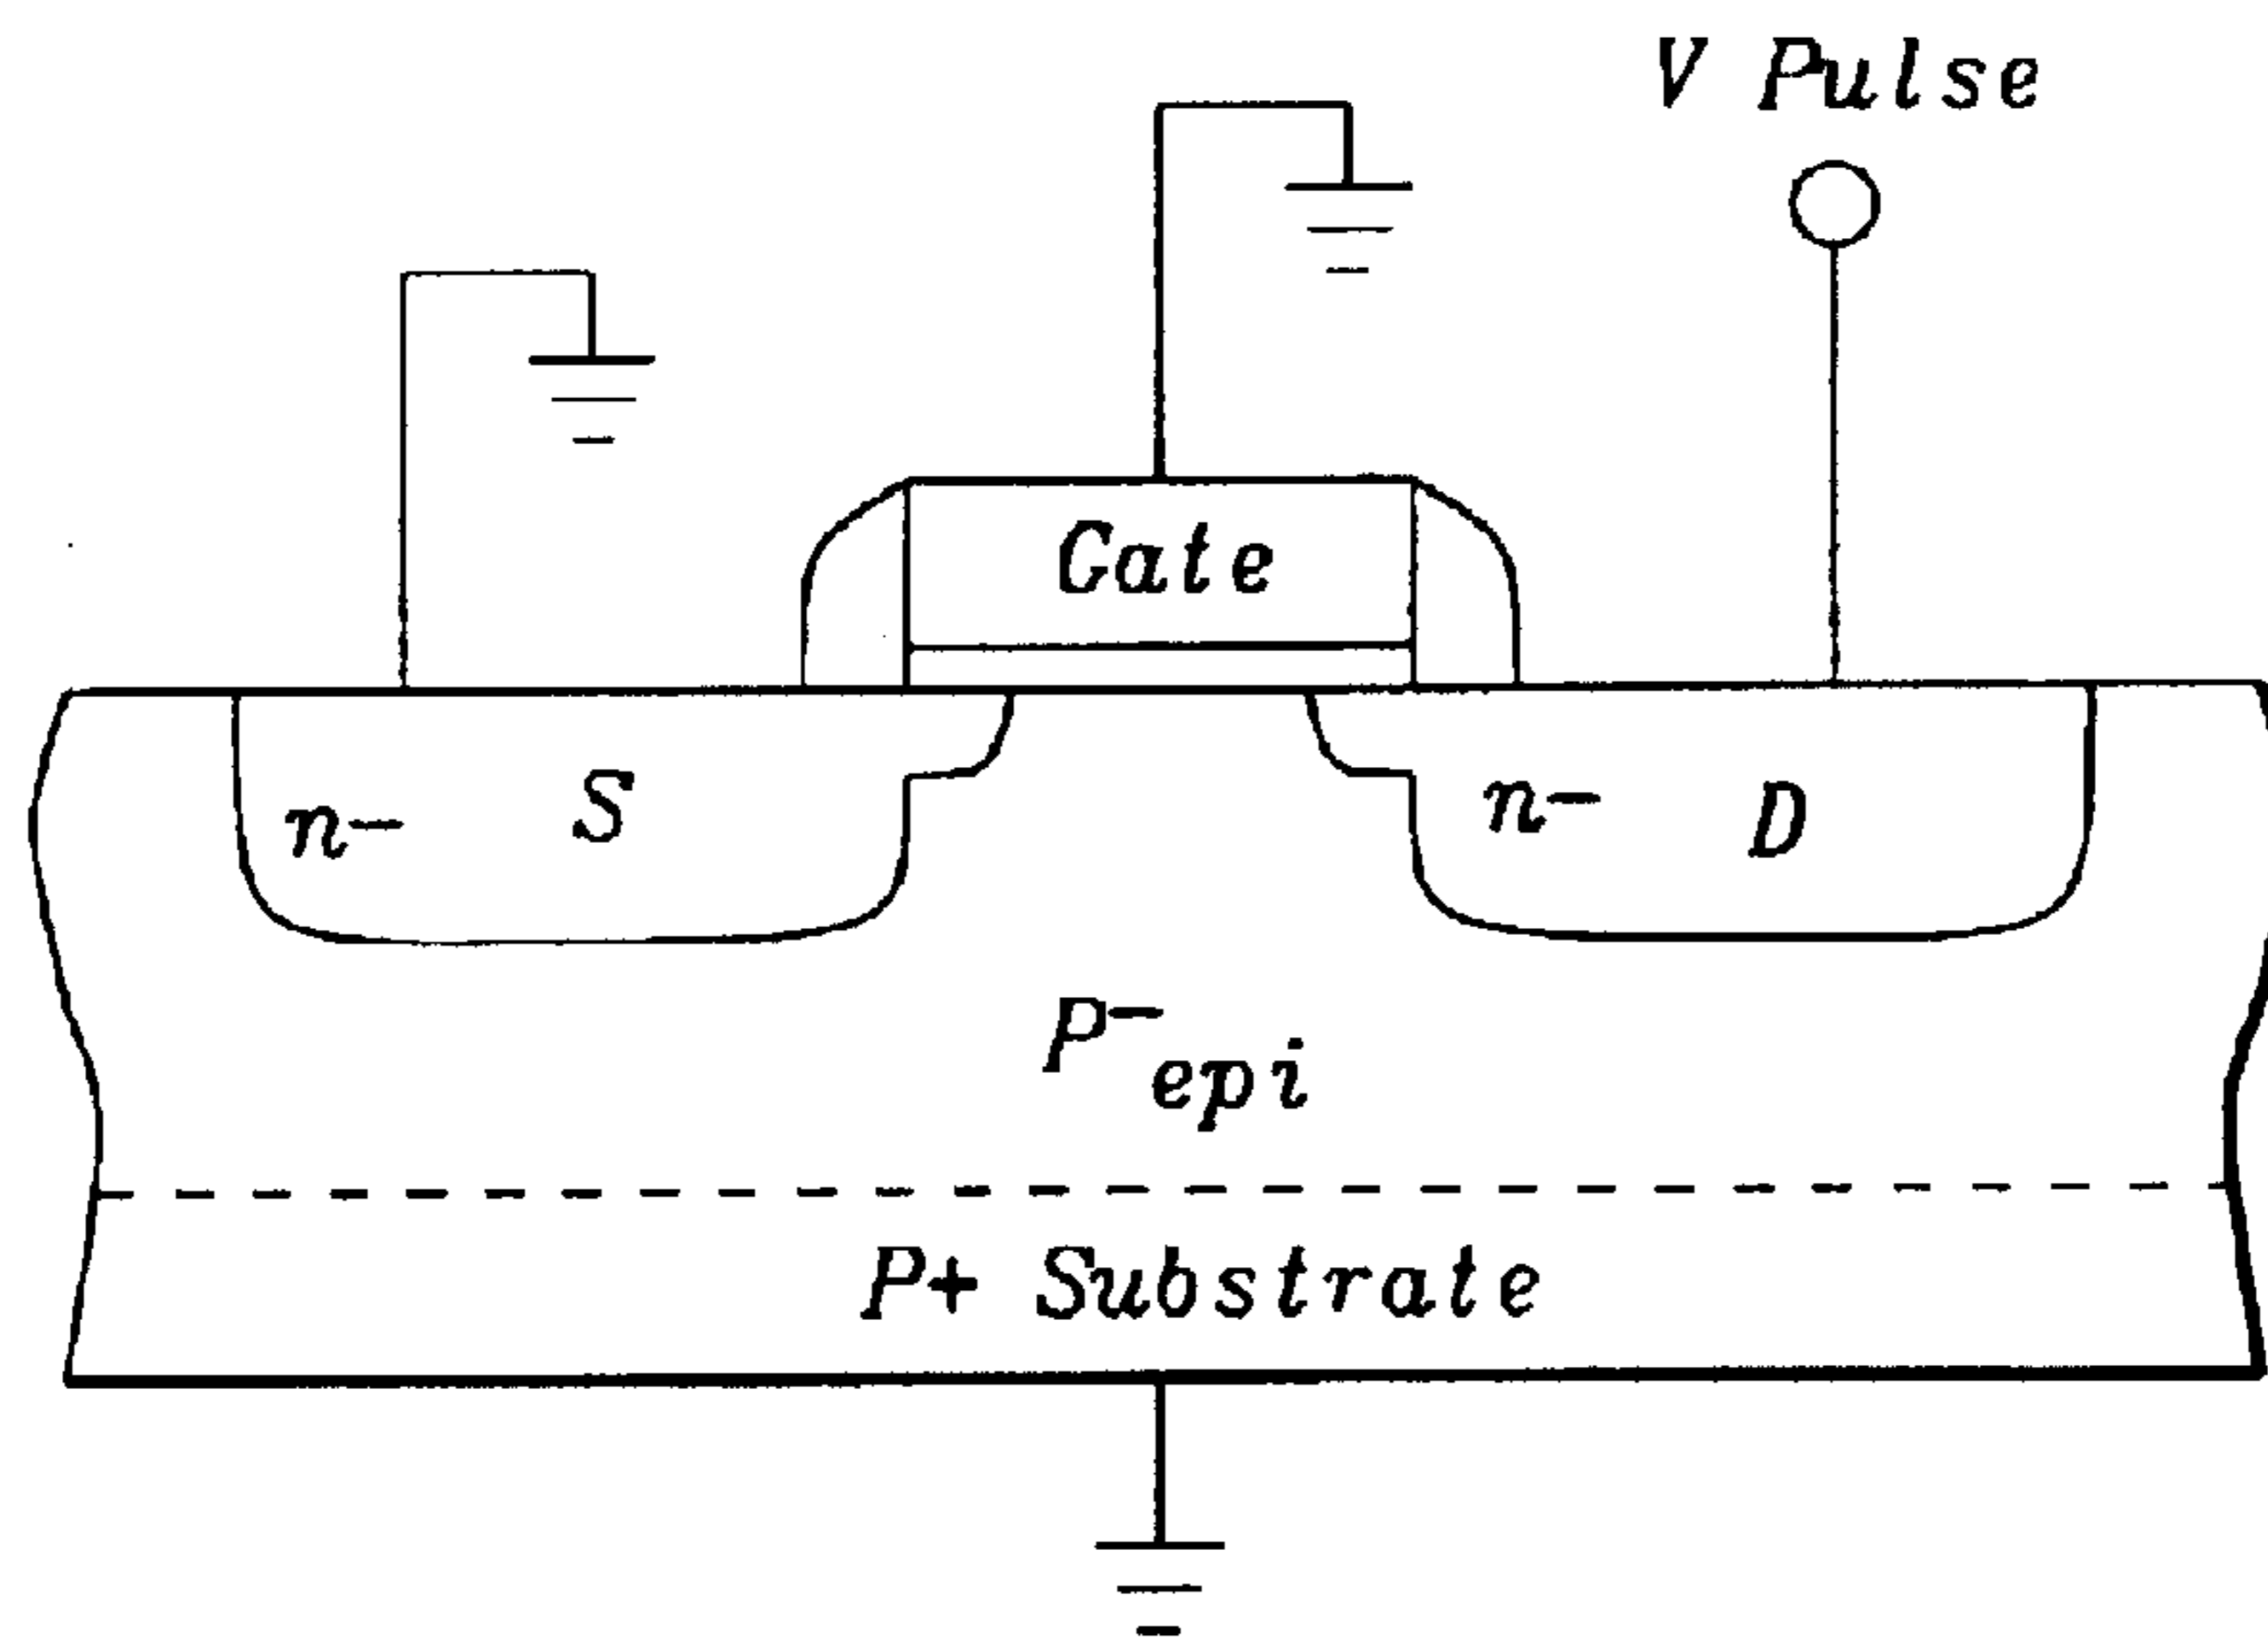 V Pulse
Gate
n- S
n- D
P- epi
P+ Substrate